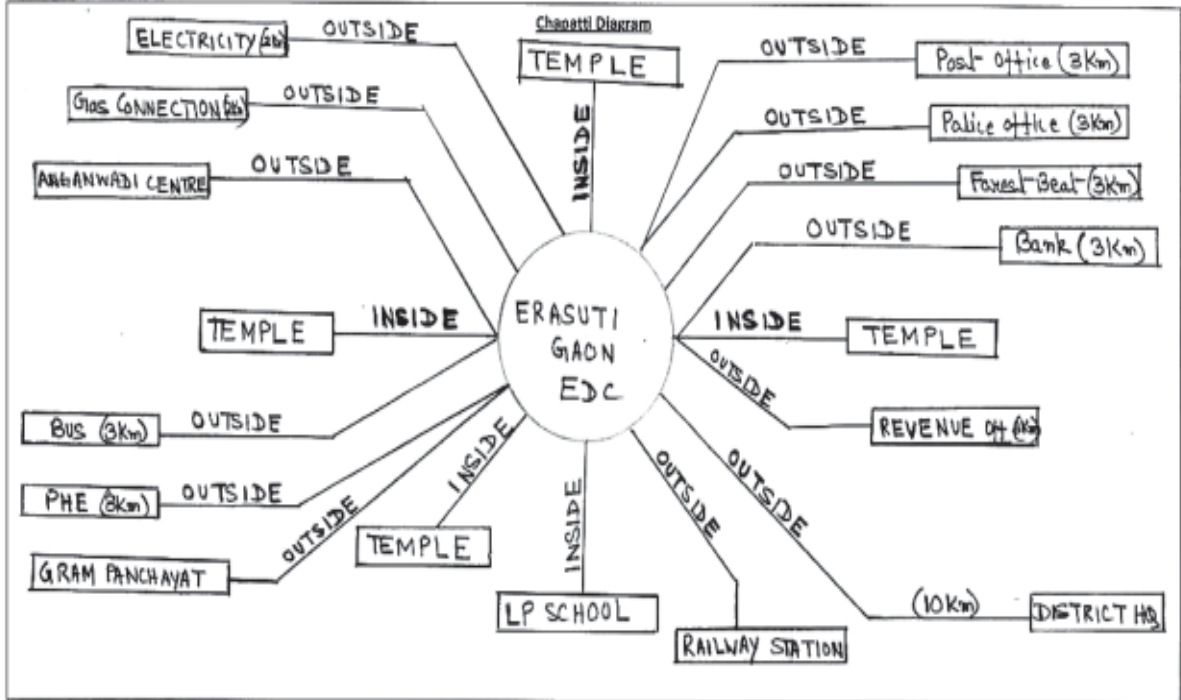 Chapatti Diagram
ELECTRICITY
OUTSIDE
TEMPLE
INSIDE
OUTSIDE
Post-office (3Km)
Gas CONNECTION
OUTSIDE
OUTSIDE
Police office (3Km)
ANGANWADI CENTRE
OUTSIDE
OUTSIDE
Forest-Beat (3Km)
OUTSIDE
Bank (3Km)
TEMPLE
INSIDE
ERASUTI
GAON
EDC
INSIDE
TEMPLE
OUTSIDE
REVENUE Off
BUS (3Km)
OUTSIDE
PHE (3Km)
OUTSIDE
GRAM PANCHAYAT
OUTSIDE
INSIDE
TEMPLE
INSIDE
LP SCHOOL
OUTSIDE
RAILWAY STATION
OUTSIDE
(10Km)
DISTRICT HQ